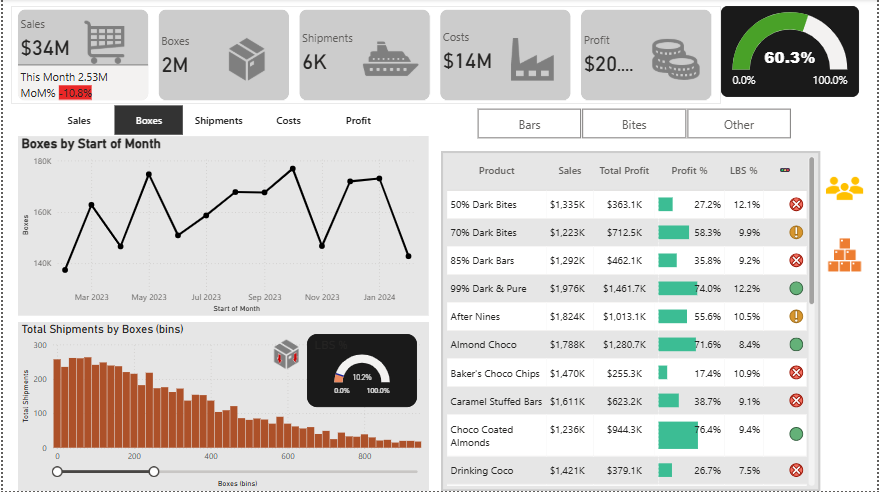 Sales
$34M
This Month 2.53M
MoM% -10.8%
Boxes
2M
Shipments
6K
Costs
$14M
Profit
$20....
60.3%
0.0% 100.0%
Sales Boxes Shipments Costs Profit
Bars Bites Other
Boxes by Start of Month
180K
160K
140K
Boxes
Mar 2023 May 2023 Jul 2023 Sep 2023 Nov 2023 Jan 2024
Start of Month
Total Shipments by Boxes (bins)
300
200
100
0
Total Shipments
0 200 400 600 800
Boxes (bins)
LBS %
10.2%
0.0% 100.0%
Product Sales Total Profit Profit % LBS %
50% Dark Bites $1,335K $363.1K 27.2% 12.1%
70% Dark Bites $1,223K $712.5K 58.3% 9.9%
85% Dark Bars $1,292K $462.1K 35.8% 9.2%
99% Dark & Pure $1,976K $1,461.7K 74.0% 12.2%
After Nines $1,824K $1,013.1K 55.6% 10.5%
Almond Choco $1,788K $1,280.7K 71.6% 8.4%
Baker's Choco Chips $1,470K $255.3K 17.4% 10.9%
Caramel Stuffed Bars $1,611K $623.2K 38.7% 9.1%
Choco Coated
Almonds $1,236K $944.3K 76.4% 9.4%
Drinking Coco $1,421K $379.1K 26.7% 7.5%